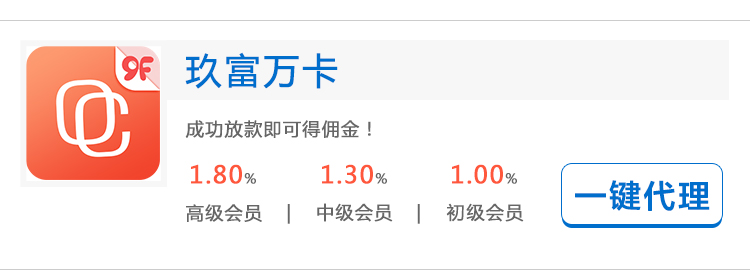 9F
玖富万卡
成功放款即可得佣金！
1.80% 1.30% 1.00%
高级会员 | 中级会员 | 初级会员
一键代理